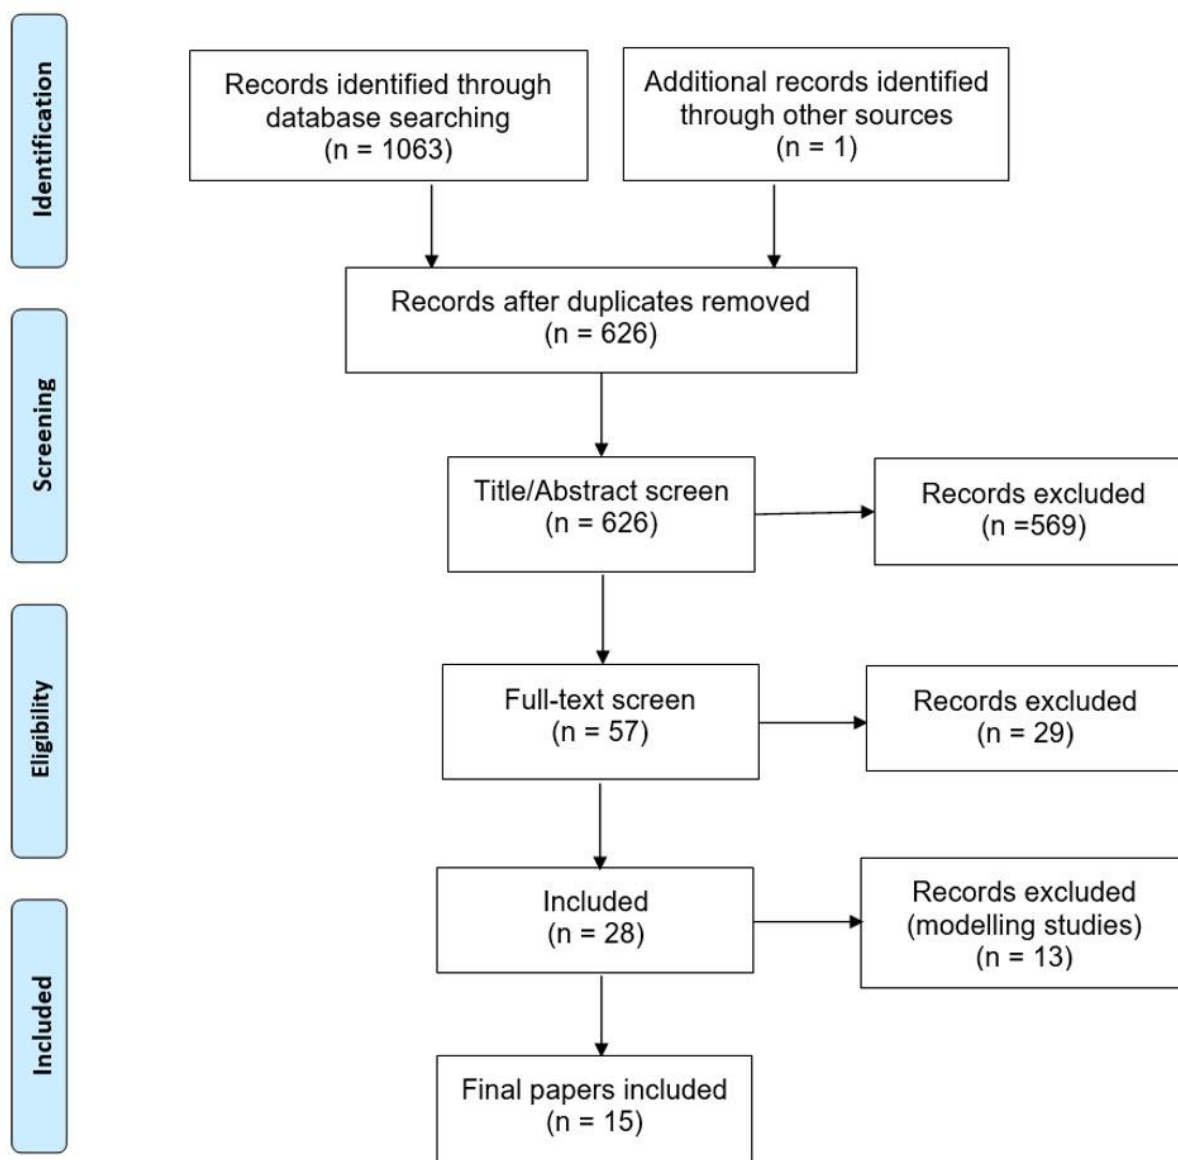 Identification
Records identified through
database searching
(n = 1063)
Additional records identified
through other sources
(n = 1)
Records after duplicates removed
(n = 626)
Screening
Title/Abstract screen
(n = 626)
Records excluded
(n =569)
Eligibility
Full-text screen
(n = 57)
Records excluded
(n = 29)
Included
Included
(n = 28)
Records excluded
(modelling studies)
(n = 13)
Final papers included
(n = 15)